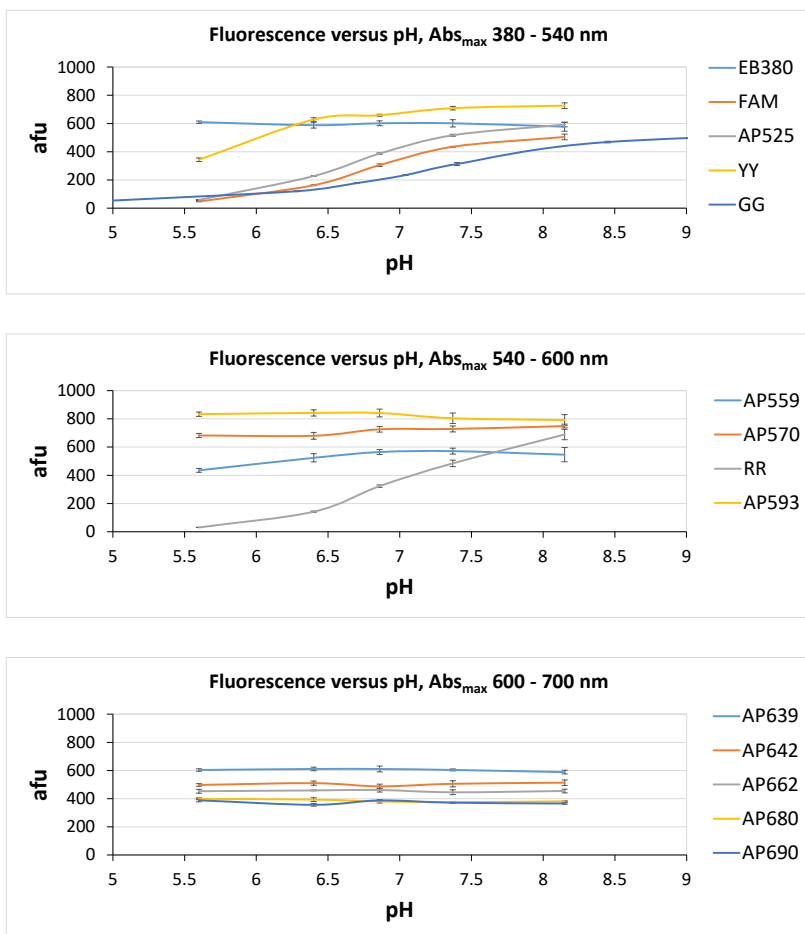 Fluorescence versus pH, Absmax 380 - 540 nm
1000
800
600
400
200
0
afu
5 5.5 6 6.5 7 7.5 8 8.5 9
pH
EB380
FAM
AP525
YY
GG
Fluorescence versus pH, Absmax 540 - 600 nm
1000
800
600
400
200
0
afu
5 5.5 6 6.5 7 7.5 8 8.5 9
pH
AP559
AP570
RR
AP593
Fluorescence versus pH, Absmax 600 - 700 nm
1000
800
600
400
200
0
afu
5 5.5 6 6.5 7 7.5 8 8.5 9
pH
AP639
AP642
AP662
AP680
AP690